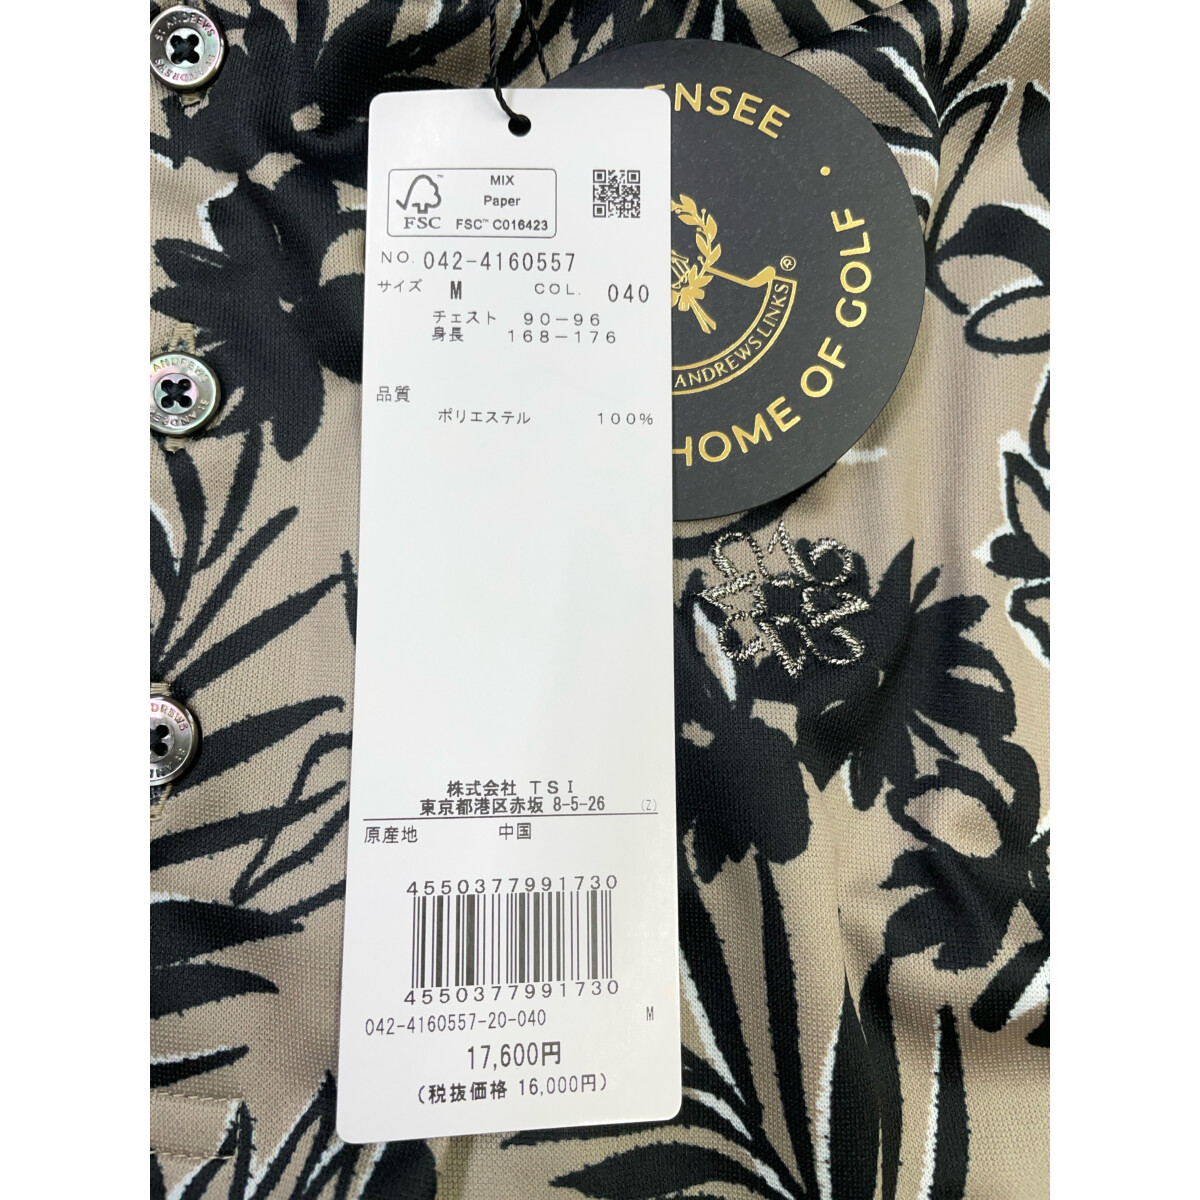 ST ANDREWS
MIX
Paper
FSC™ C016423
FSC
NO. 042-4160557
サイズ M COL. 040
チェスト 90-96
身長 168-176
品質
ポリエステル 100%
株式会社 TSI
東京都港区赤坂 8-5-26 (Z)
原産地 中国
4550377991730
4550377991730
042-4160557-20-040 M
17,600円
(税抜価格 16,000円)
ANDREWS LINKS®
HOME OF GOLF